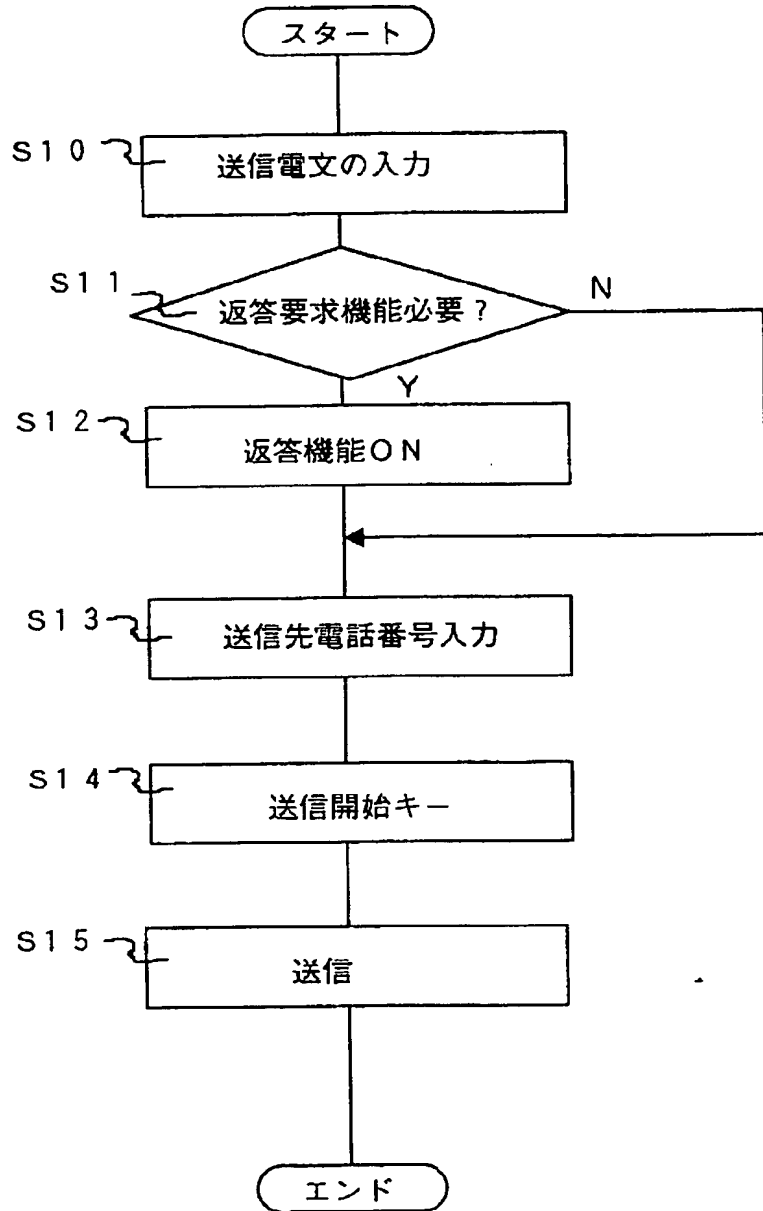 スタート
S10
送信電文の入力
S11
返答要求機能必要?
N
Y
S12
返答機能ON
S13
送信先電話番号入力
S14
送信開始キー
S15
送信
エンド